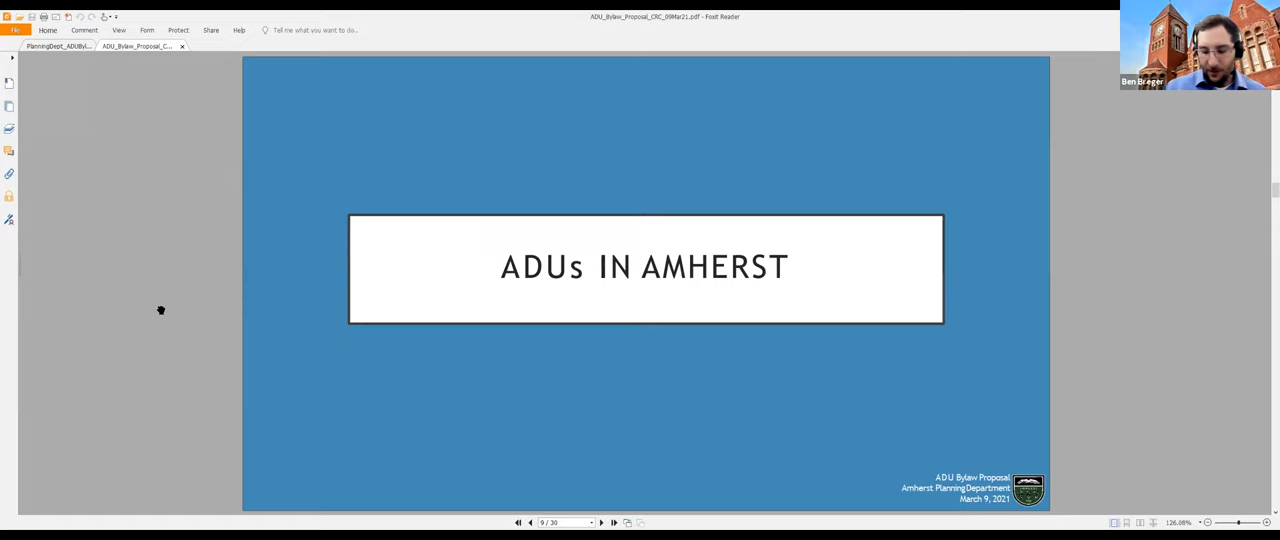 ADU_Bylaw_Proposal_CRC_09Mar21.pdf - Foxit Reader
File Home Comment View Form Protect Share Help Tell me what you want to do..
PlanningDept_ADUByl... ADU_Bylaw_Proposal_C...
Ben Breger
ADUs IN AMHERST
ADU Bylaw Proposal
Amherst Planning Department
March 9, 2021
9 / 30
126.08%